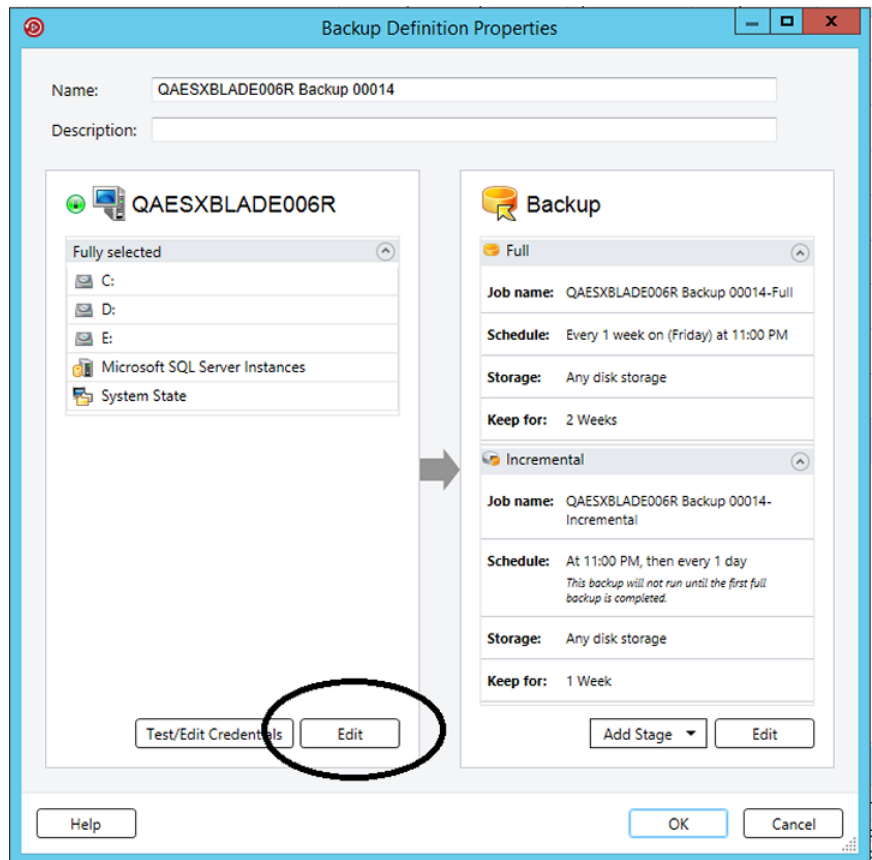 Backup Definition Properties
Name: QAESXBLADE006R Backup 00014
Description:
QAESXBLADE006R
Fully selected
C:
D:
E:
Microsoft SQL Server Instances
System State
Test/Edit Credentials
Edit
Backup
Full
Job name: QAESXBLADE006R Backup 00014-Full
Schedule: Every 1 week on (Friday) at 11:00 PM
Storage: Any disk storage
Keep for: 2 Weeks
Incremental
Job name: QAESXBLADE006R Backup 00014-
Incremental
Schedule: At 11:00 PM, then every 1 day
This backup will not run until the first full
backup is completed.
Storage: Any disk storage
Keep for: 1 Week
Add Stage
Edit
Help
OK
Cancel